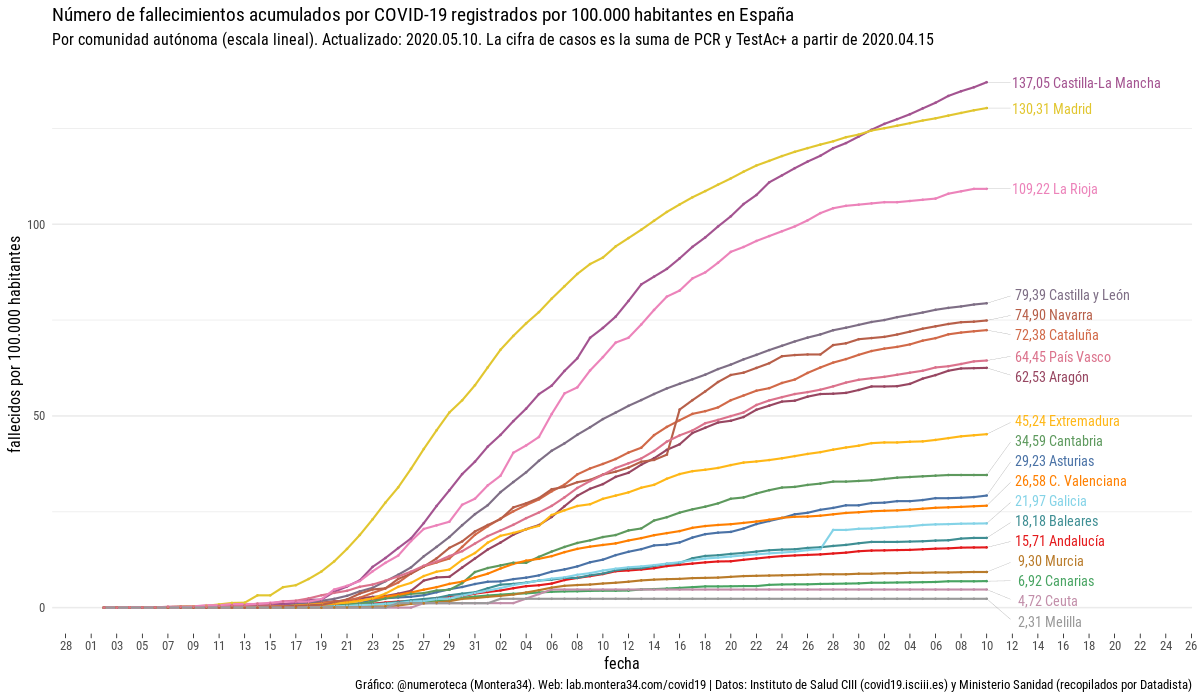 Número de fallecimientos acumulados por COVID-19 registrados por 100.000 habitantes en España
Por comunidad autónoma (escala lineal). Actualizado: 2020.05.10. La cifra de casos es la suma de PCR y TestAc+ a partir de 2020.04.15
fallecidos por 100.000 habitantes
100
50
0
137,05 Castilla-La Mancha
130,31 Madrid
109,22 La Rioja
79,39 Castilla y León
74,90 Navarra
72,38 Cataluña
64,45 País Vasco
62,53 Aragón
45,24 Extremadura
34,59 Cantabria
29,23 Asturias
26,58 C. Valenciana
21,97 Galicia
18,18 Baleares
15,71 Andalucía
9,30 Murcia
6,92 Canarias
4,72 Ceuta
2,31 Melilla
28 01 03 05 07 09 11 13 15 17 19 21 23 25 27 29 31 02 04 06 08 10 12 14 16 18 20 22 24 26 28 30 02 04 06 08 10 12 14 16 18 20 22 24 26
fecha
Gráfico: @numeroteca (Montera34). Web: lab.montera34.com/covid19 | Datos: Instituto de Salud CIII (covid19.isciii.es) y Ministerio Sanidad (recopilados por Datadista)